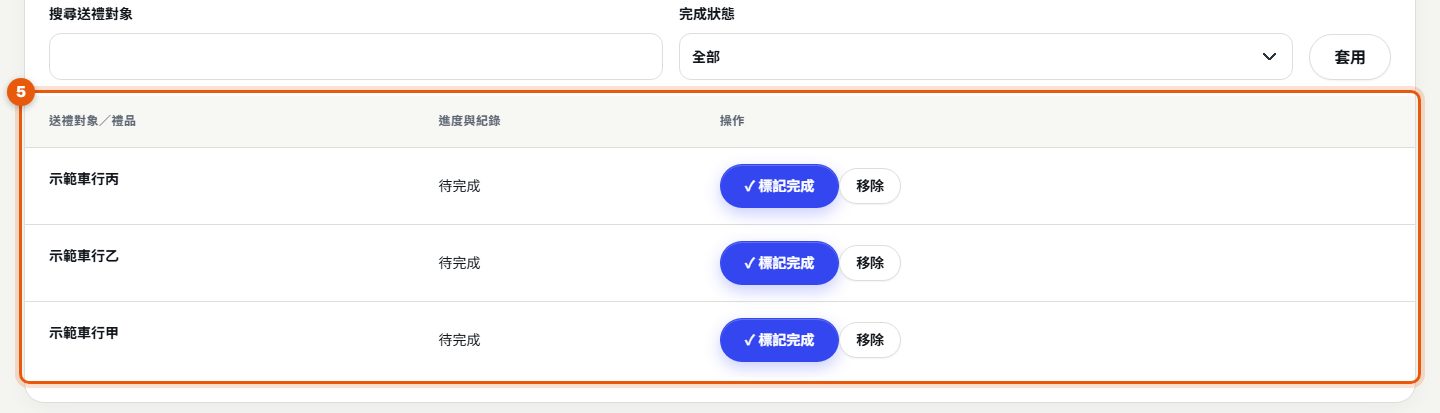 搜尋送禮對象 完成狀態
全部 套用
5
送禮對象／禮品 進度與紀錄 操作
示範車行丙 待完成 ✓ 標記完成 移除
示範車行乙 待完成 ✓ 標記完成 移除
示範車行甲 待完成 ✓ 標記完成 移除